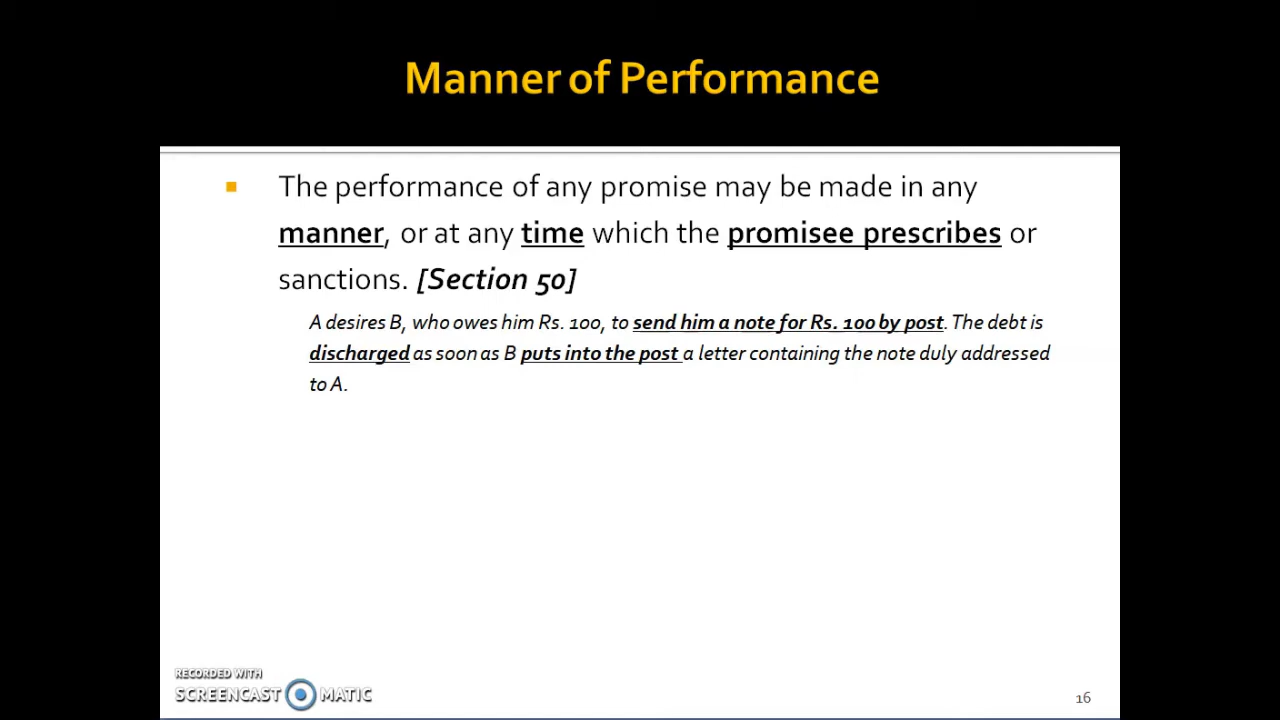 Manner of Performance
The performance of any promise may be made in any
manner, or at any time which the promisee prescribes or
sanctions. [Section 50]
A desires B, who owes him Rs. 100, to send him a note for Rs. 100 by post. The debt is
discharged as soon as B puts into the post a letter containing the note duly addressed
to A.
RECORDED WITH
SCREENCAST MATIC
16